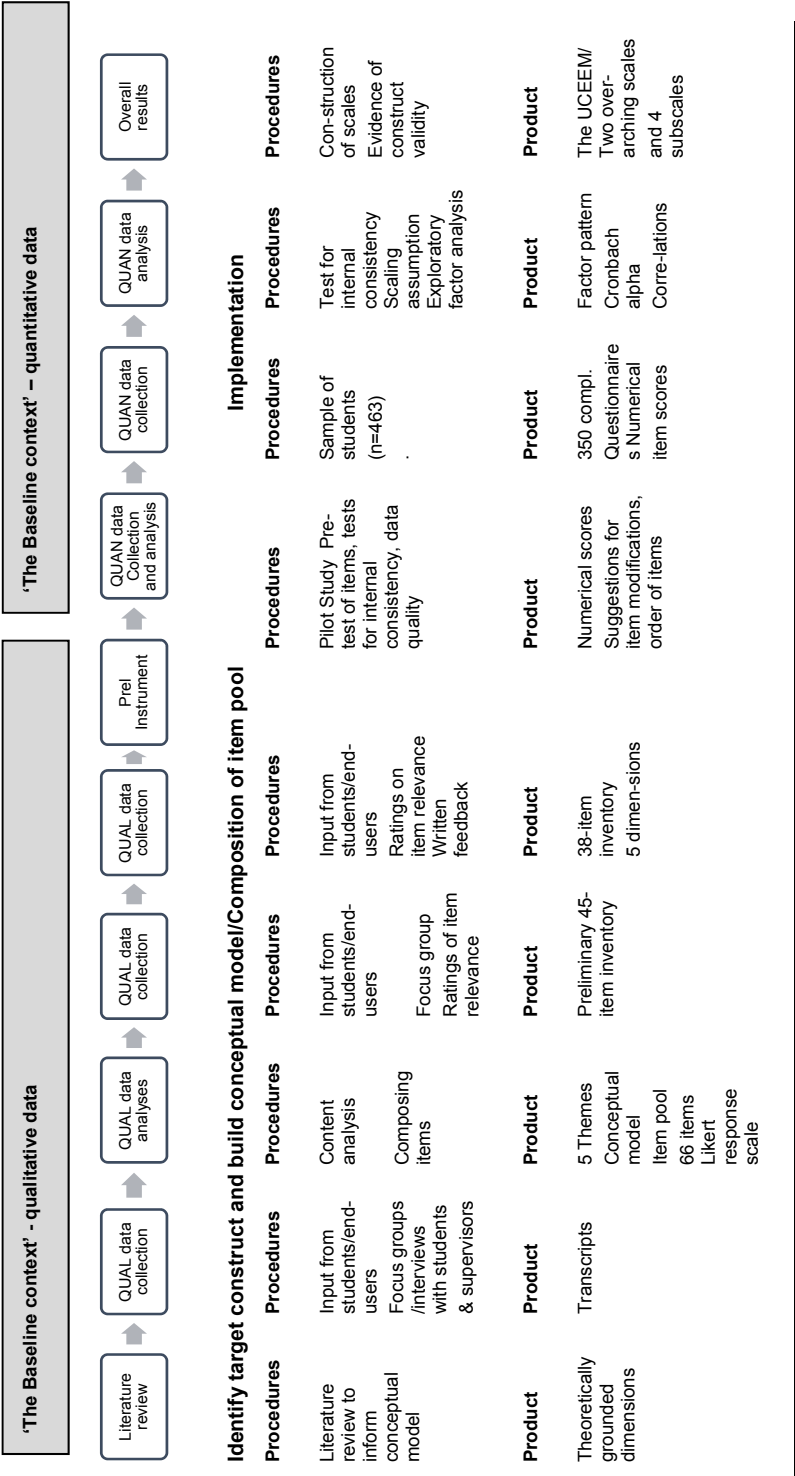 'The Baseline context' - qualitative data
'The Baseline context' – quantitative data
Literature
review
QUAL data
collection
QUAL data
analyses
QUAL data
collection
QUAL data
collection
Prel
Instrument
QUAN data
Collection
and analysis
QUAN data
collection
QUAN data
analysis
Overall
results
Identify target construct and build conceptual model/Composition of item pool
Implementation
Procedures
Literature
review to
inform
conceptual
model
Product
Theoretically
grounded
dimensions
Procedures
Input from
students/end-
users
Focus groups
/interviews
with students
& supervisors
Product
Transcripts
Procedures
Content
analysis
Composing
items
Product
5 Themes
Conceptual
model
Item pool
66 items
Likert
response
scale
Procedures
Input from
students/end-
users
Focus group
Ratings of item
relevance
Product
Preliminary 45-
item inventory
Procedures
Input from
students/end-
users
Ratings on
item relevance
Written
feedback
Product
38-item
inventory
5 dimen-sions
Procedures
Pilot Study Pre-
test of items, tests
for internal
consistency, data
quality
Product
Numerical scores
Suggestions for
item modifications,
order of items
Procedures
Sample of
students
(n=463)
.
Product
350 compl.
Questionnaire
s Numerical
item scores
Procedures
Test for
internal
consistency
Scaling
assumption
Exploratory
factor analysis
Product
Factor pattern
Cronbach
alpha
Corre-lations
Procedures
Con-struction
of scales
Evidence of
construct
validity
Product
The UCEEM/
Two over-
arching scales
and 4
subscales